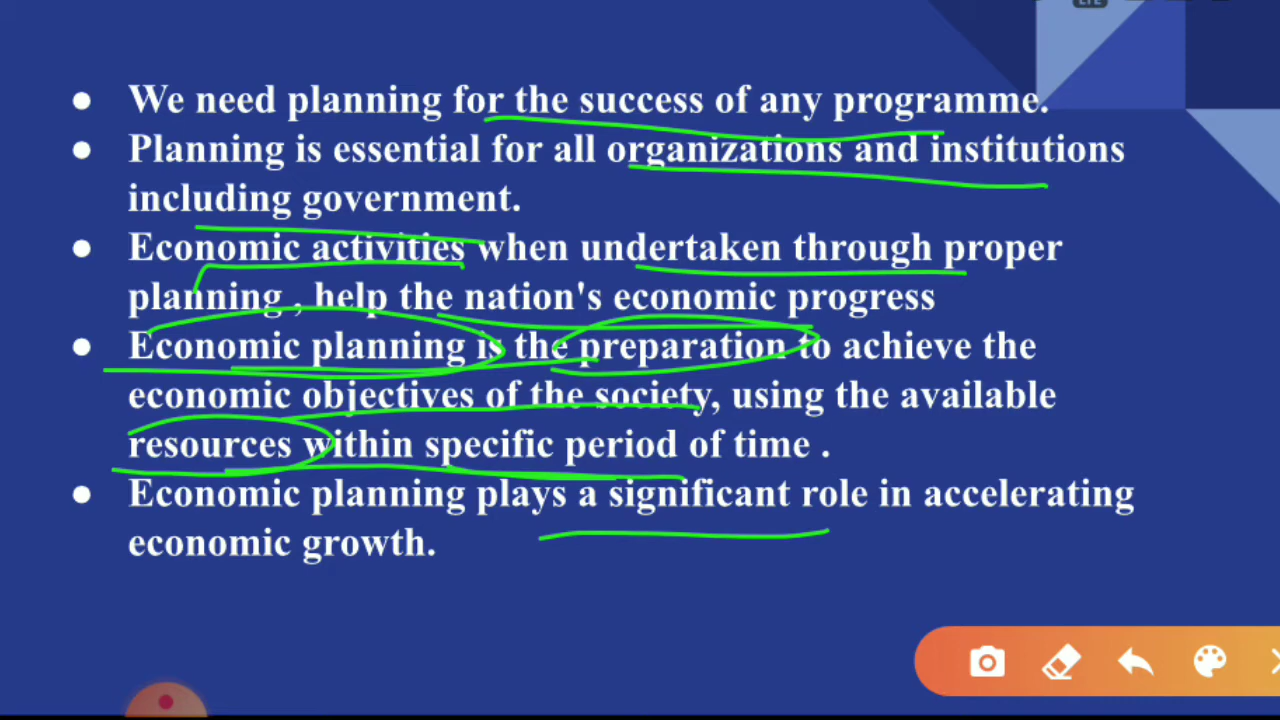 LTE
We need planning for the success of any programme.
Planning is essential for all organizations and institutions
including government.
Economic activities when undertaken through proper
planning , help the nation's economic progress
Economic planning is the preparation to achieve the
economic objectives of the society, using the available
resources within specific period of time .
Economic planning plays a significant role in accelerating
economic growth.